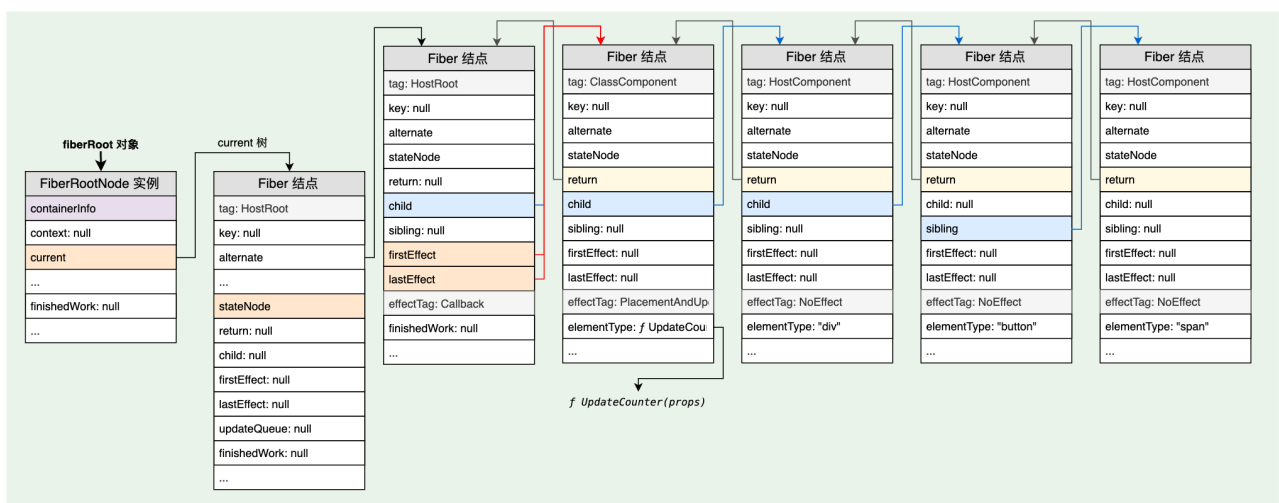 fiberRoot 对象
FiberRootNode 实例
containerInfo
context: null
current
...
finishedWork: null
...
current 树
Fiber 结点
tag: HostRoot
key: null
alternate
...
stateNode
return: null
child: null
firstEffect: null
lastEffect: null
updateQueue: null
finishedWork: null
...
Fiber 结点
tag: HostRoot
key: null
alternate
stateNode
return: null
child
sibling: null
firstEffect
lastEffect
effectTag: Callback
finishedWork: null
...
Fiber 结点
tag: ClassComponent
key: null
alternate
stateNode
return
child
sibling: null
firstEffect: null
lastEffect: null
effectTag: PlacementAndUp
elementType: ƒ UpdateCou
...
ƒ UpdateCounter(props)
Fiber 结点
tag: HostComponent
key: null
alternate
stateNode
return
child
sibling: null
firstEffect: null
lastEffect: null
effectTag: NoEffect
elementType: "div"
...
Fiber 结点
tag: HostComponent
key: null
alternate
stateNode
return
child: null
sibling
firstEffect: null
lastEffect: null
effectTag: NoEffect
elementType: "button"
...
Fiber 结点
tag: HostComponent
key: null
alternate
stateNode
return
child: null
sibling: null
firstEffect: null
lastEffect: null
effectTag: NoEffect
elementType: "span"
...